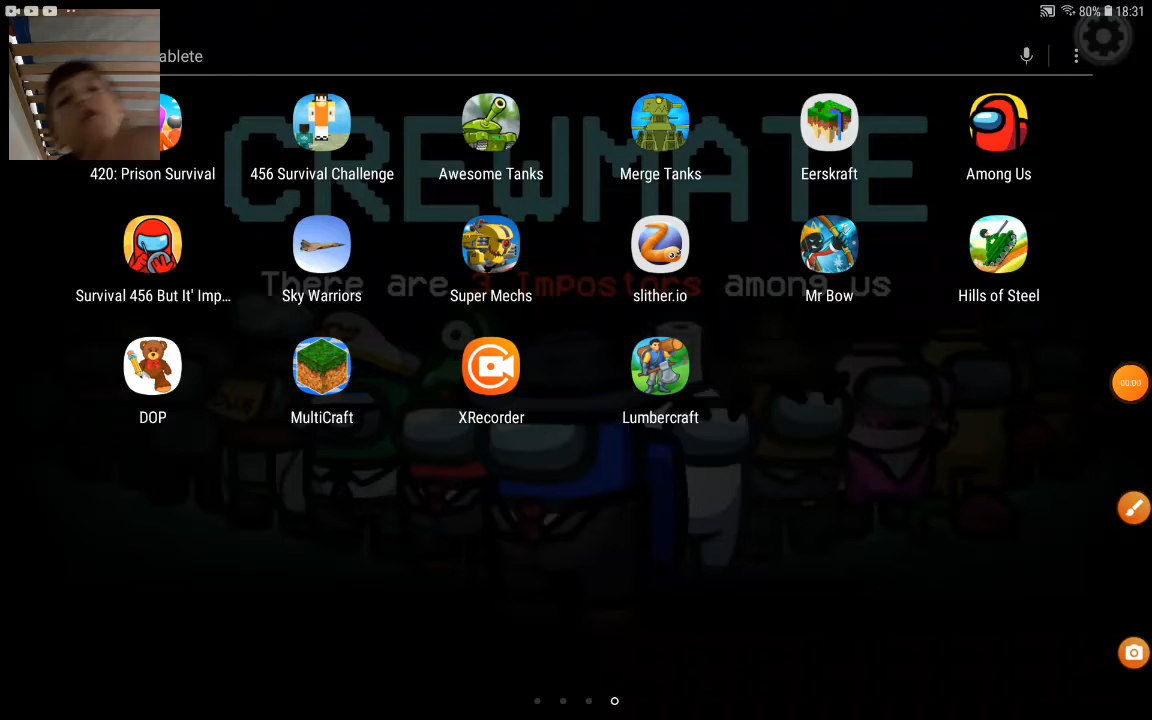 80% 18:31
ablete
CREWMATE
420: Prison Survival
456 Survival Challenge
Awesome Tanks
Merge Tanks
Eerskraft
Among Us
There are 3 Impostors among us
Survival 456 But It' Imp...
Sky Warriors
Super Mechs
slither.io
Mr Bow
Hills of Steel
00:00
DOP
MultiCraft
XRecorder
Lumbercraft